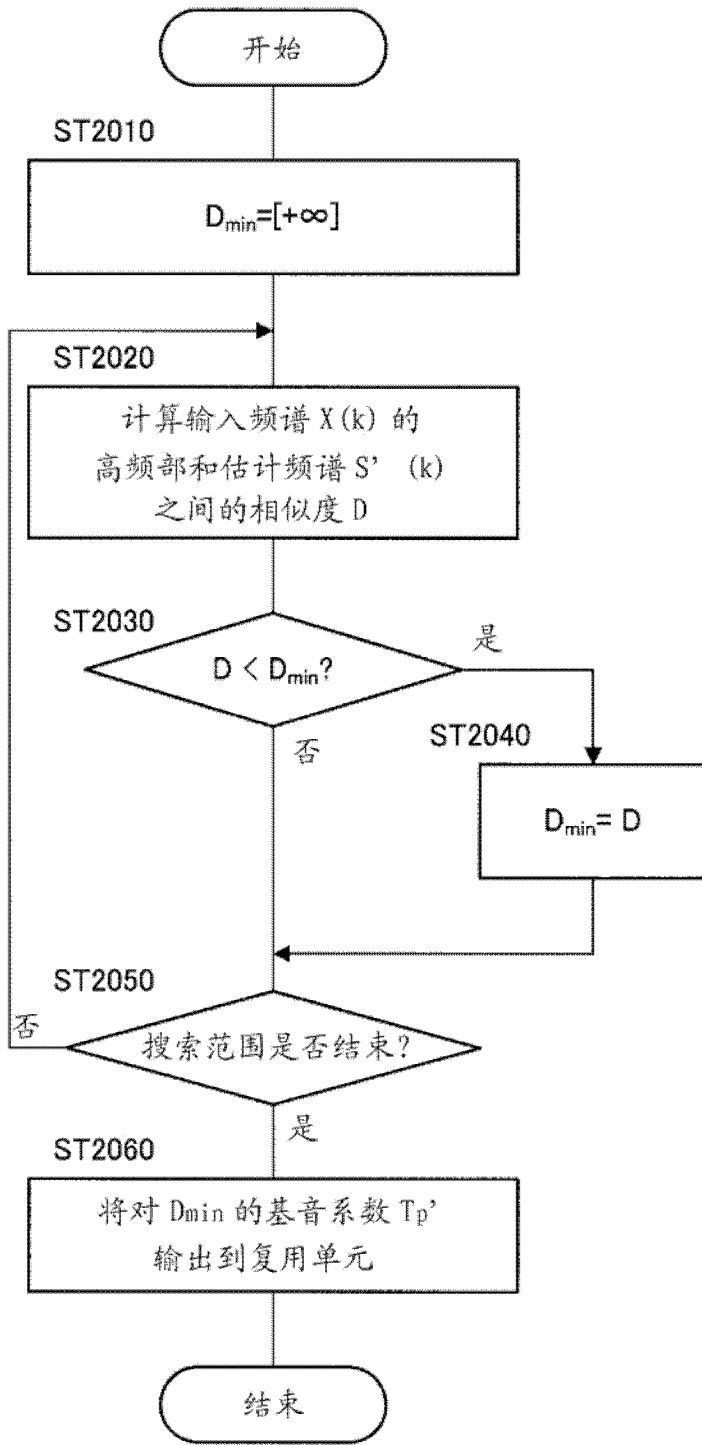 开始
ST2010
Dmin=[+∞]
ST2020
计算输入频谱 X(k) 的
高频部和估计频谱 S' (k)
之间的相似度 D
ST2030
D < Dmin?
是
否
ST2040
Dmin= D
ST2050
否
搜索范围是否结束?
是
ST2060
将对 Dmin 的基音系数 Tp'
输出到复用单元
结束